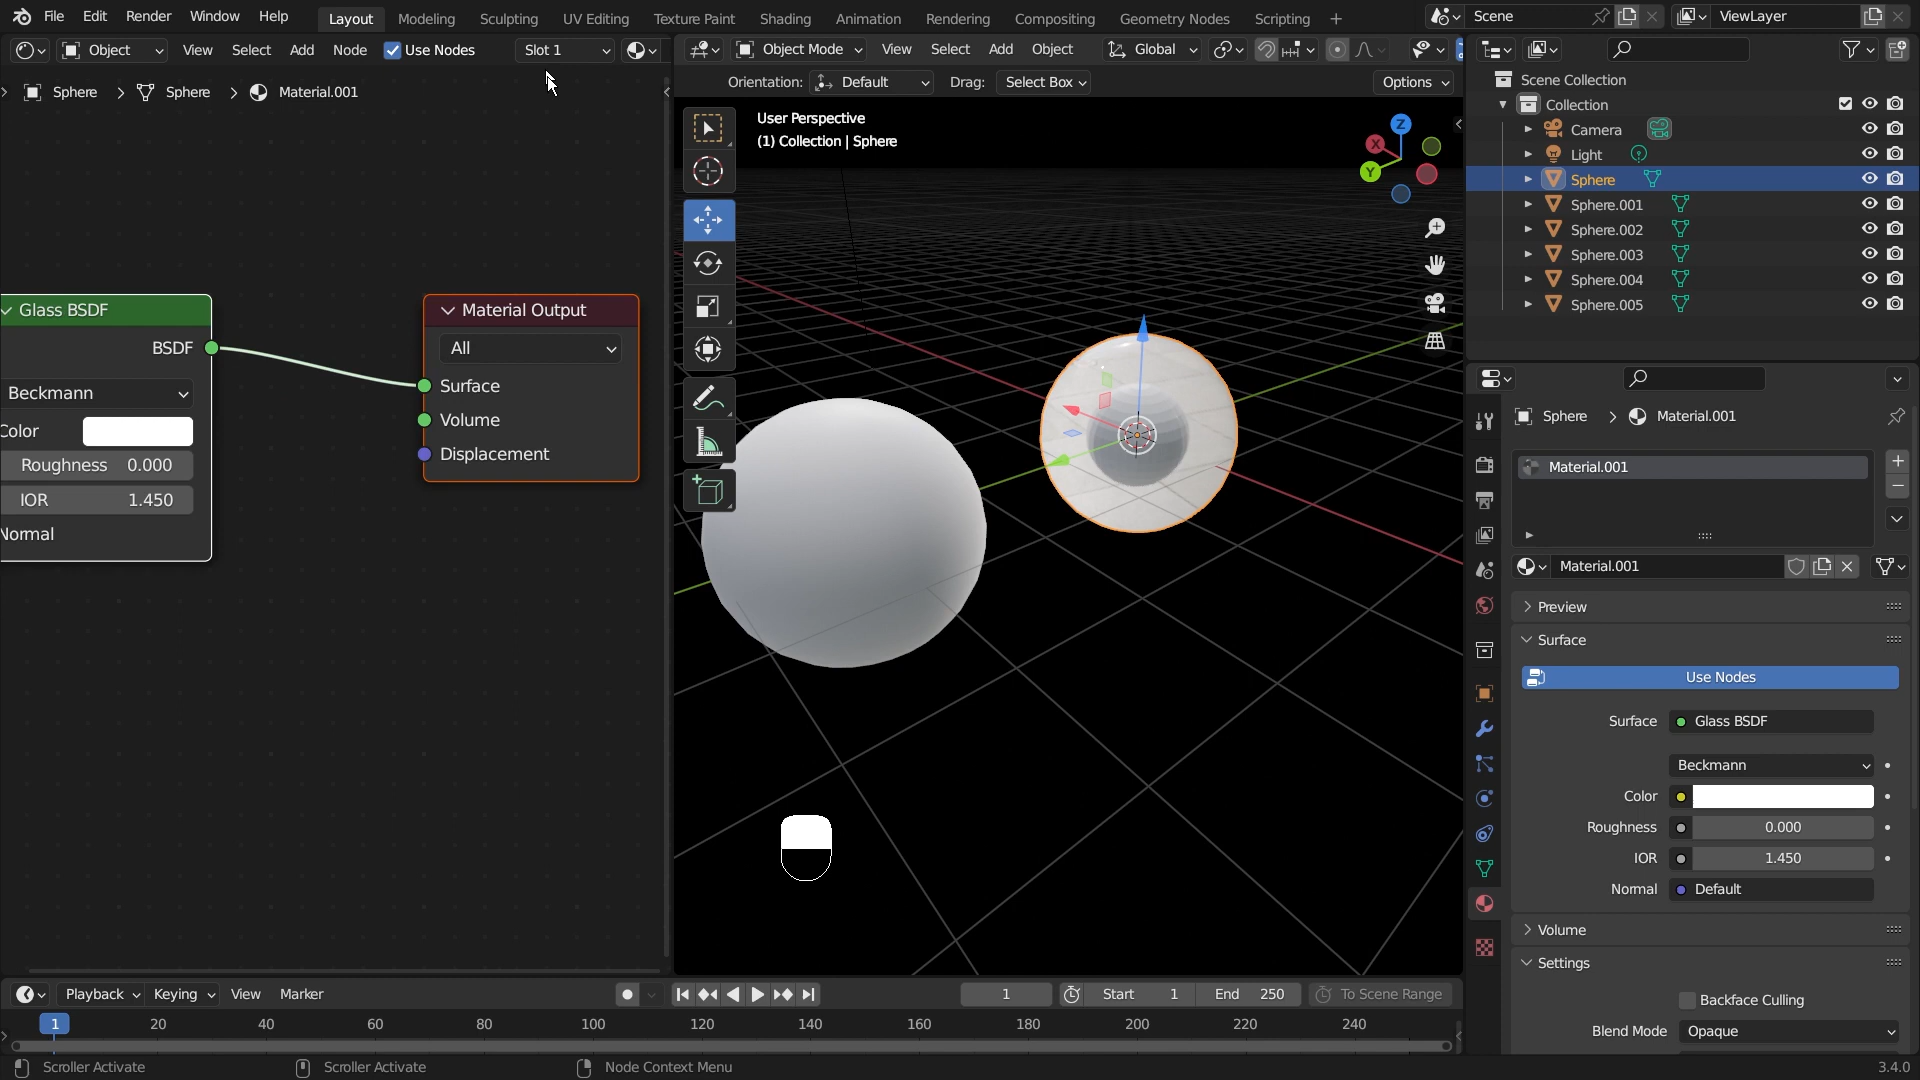 File Edit Render Window Help Layout Modeling Sculpting UV Editing Texture Paint Shading Animation Rendering Compositing Geometry Nodes Scripting + Scene ViewLayer
Object View Select Add Node Use Nodes Slot 1 Object Mode View Select Add Object Global
Orientation: Default Drag: Select Box Options
Sphere > Sphere > Material.001
User Perspective
(1) Collection | Sphere
Z
X
Y
Scene Collection
Collection
Camera
Light
Sphere
Sphere.001
Sphere.002
Sphere.003
Sphere.004
Sphere.005
Glass BSDF
BSDF
Beckmann
Color
Roughness 0.000
IOR 1.450
Normal
Material Output
All
Surface
Volume
Displacement
Sphere > Material.001
Material.001
Material.001
Preview
Surface
Use Nodes
Surface Glass BSDF
Beckmann
Color
Roughness 0.000
IOR 1.450
Normal Default
Volume
Settings
Backface Culling
Blend Mode Opaque
Playback Keying View Marker 1 Start 1 End 250 To Scene Range
1 20 40 60 80 100 120 140 160 180 200 220 240
Scroller Activate Scroller Activate Node Context Menu 3.4.0